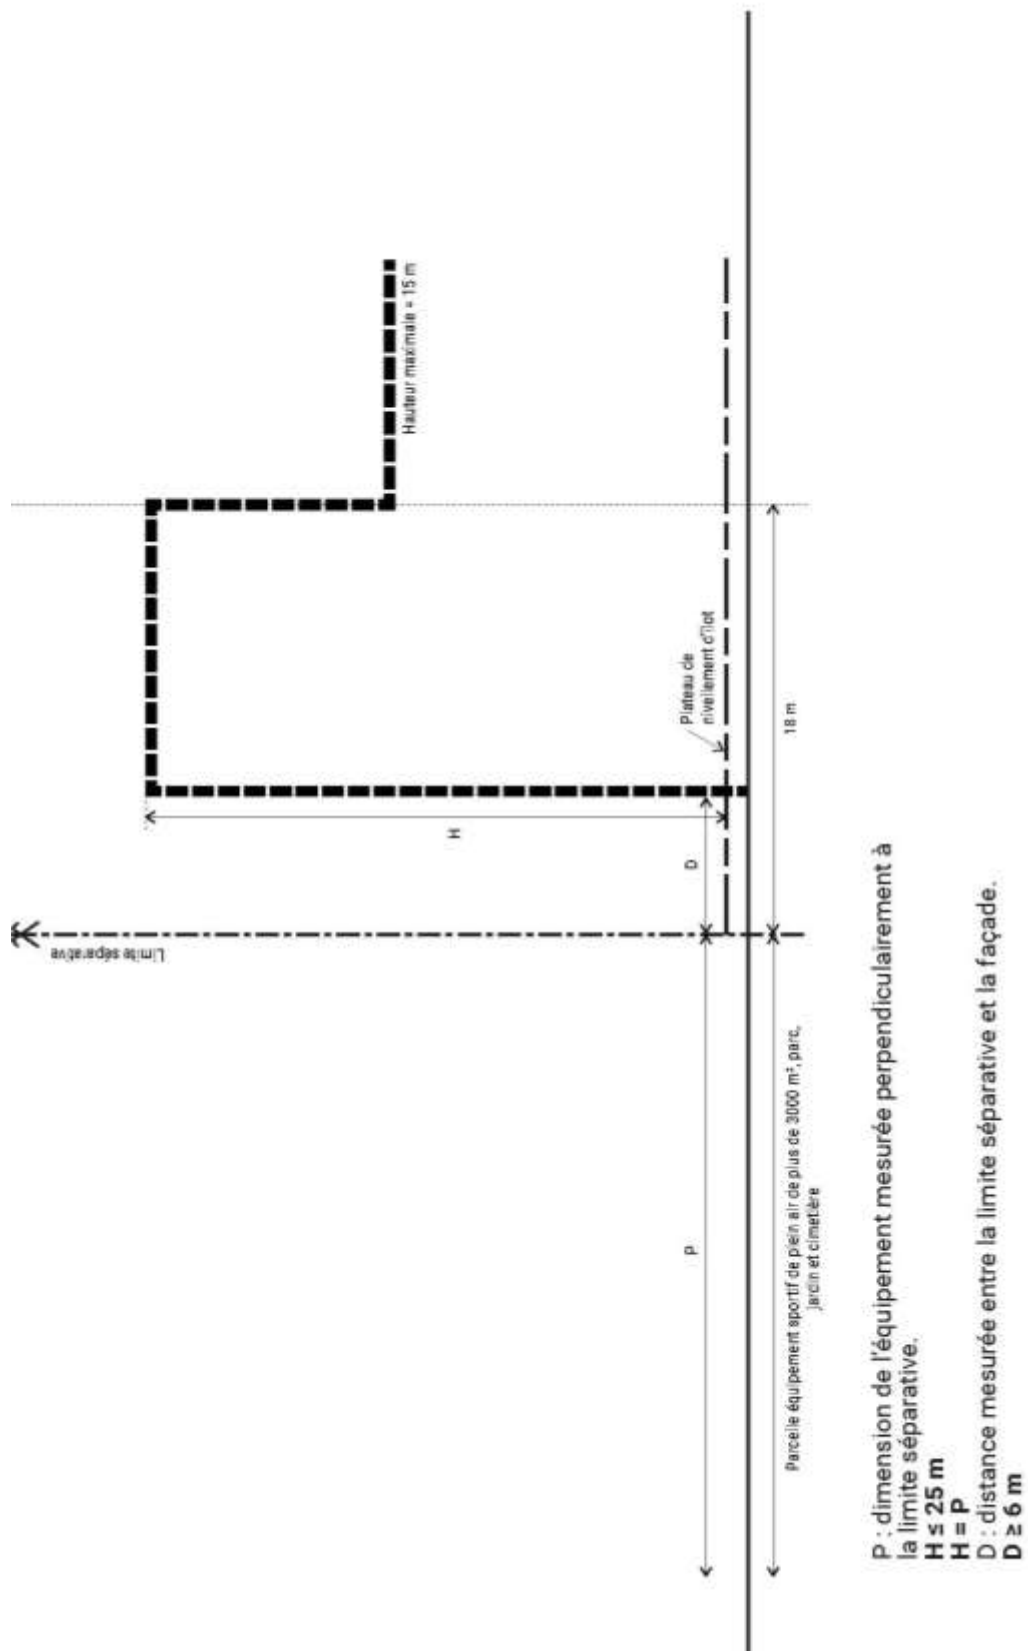 Limite séparative
Hauteur maximale = 15 m
H
Plateau de
nivellement d'îlot
P
D
18 m
Parcelle équipement sportif de plein air de plus de 3000 m², parc,
jardin et cimetière
P : dimension de l'équipement mesurée perpendiculairement à
la limite séparative.
H ≤ 25 m
H = P
D : distance mesurée entre la limite séparative et la façade.
D ≥ 6 m